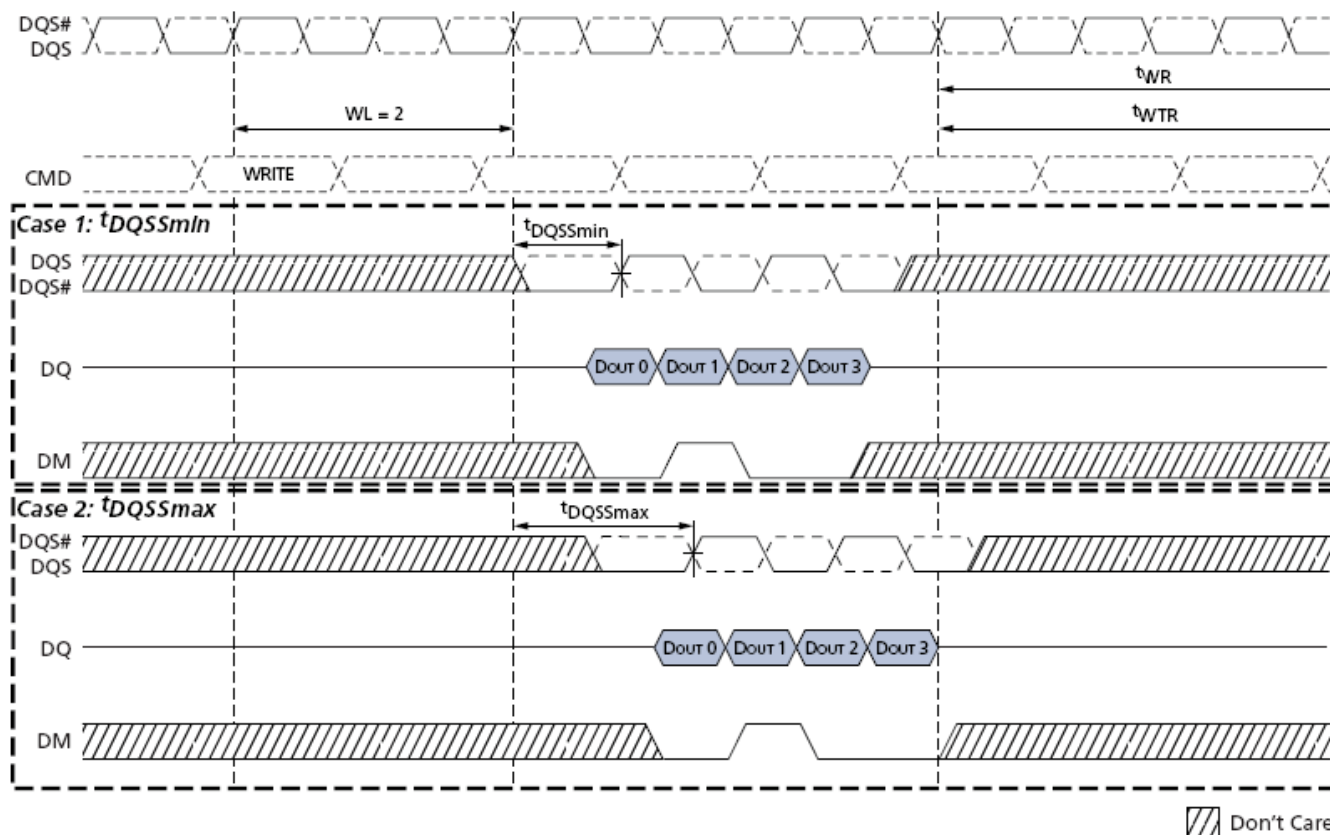 DQS#
DQS
tWR
WL = 2
tWTR
CMD
WRITE
Case 1: tDQSSmin
tDQSSmin
DQS
DQS#
DQ
DOUT 0 DOUT 1 DOUT 2 DOUT 3
DM
Case 2: tDQSSmax
tDQSSmax
DQS#
DQS
DQ
DOUT 0 DOUT 1 DOUT 2 DOUT 3
DM
Don't Care